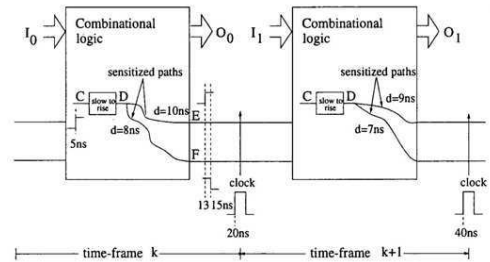 I0 Combinational logic O0 I1 Combinational logic O1
sensitized paths sensitized paths
C slow to rise D d=10ns E C slow to rise D d=9ns
5ns d=8ns d=7ns
F
clock clock
13 15ns
20ns 40ns
time-frame k time-frame k+1